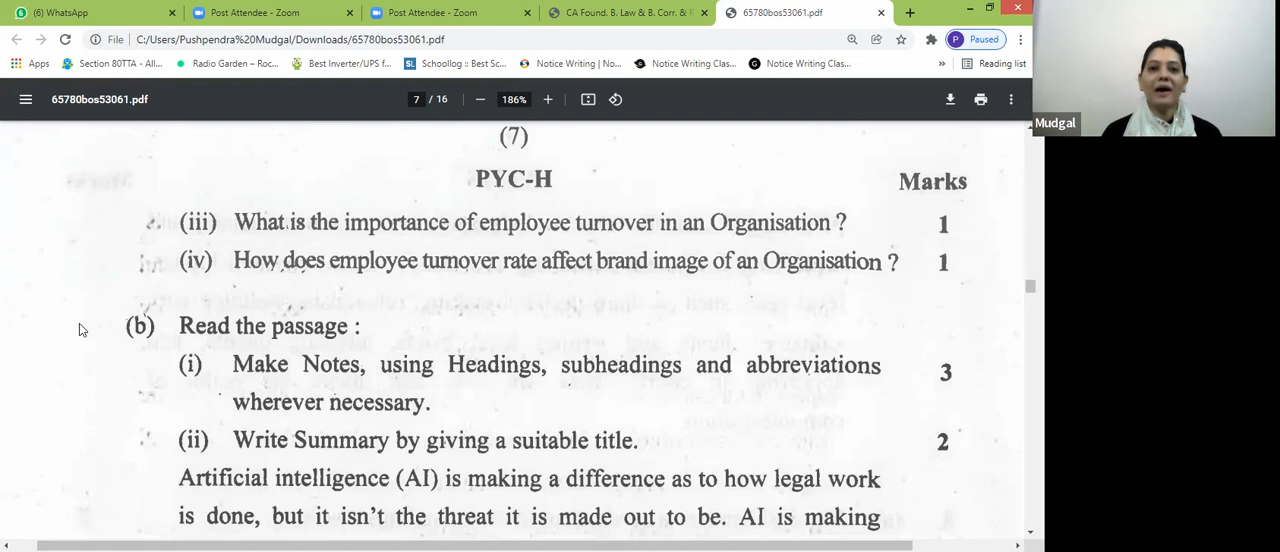 (6) WhatsApp
Post Attendee - Zoom
Post Attendee - Zoom
CA Found. B. Law & B. Corr. & R
65780bos53061.pdf
File C:/Users/Pushpendra%20Mudgal/Downloads/65780bos53061.pdf
P Paused
Apps Section 80TTA - All... Radio Garden – Roc... Best Inverter/UPS f... SL Schoollog :: Best Sc... Notice Writing | No... Notice Writing Clas... G Notice Writing Clas... » Reading list
65780bos53061.pdf 7 / 16 186%
Mudgal
(7)
PYC-H Marks
(iii) What is the importance of employee turnover in an Organisation ? 1
(iv) How does employee turnover rate affect brand image of an Organisation ? 1
(b) Read the passage :
(i) Make Notes, using Headings, subheadings and abbreviations 3
wherever necessary.
(ii) Write Summary by giving a suitable title. 2
Artificial intelligence (AI) is making a difference as to how legal work
is done, but it isn't the threat it is made out to be. AI is making